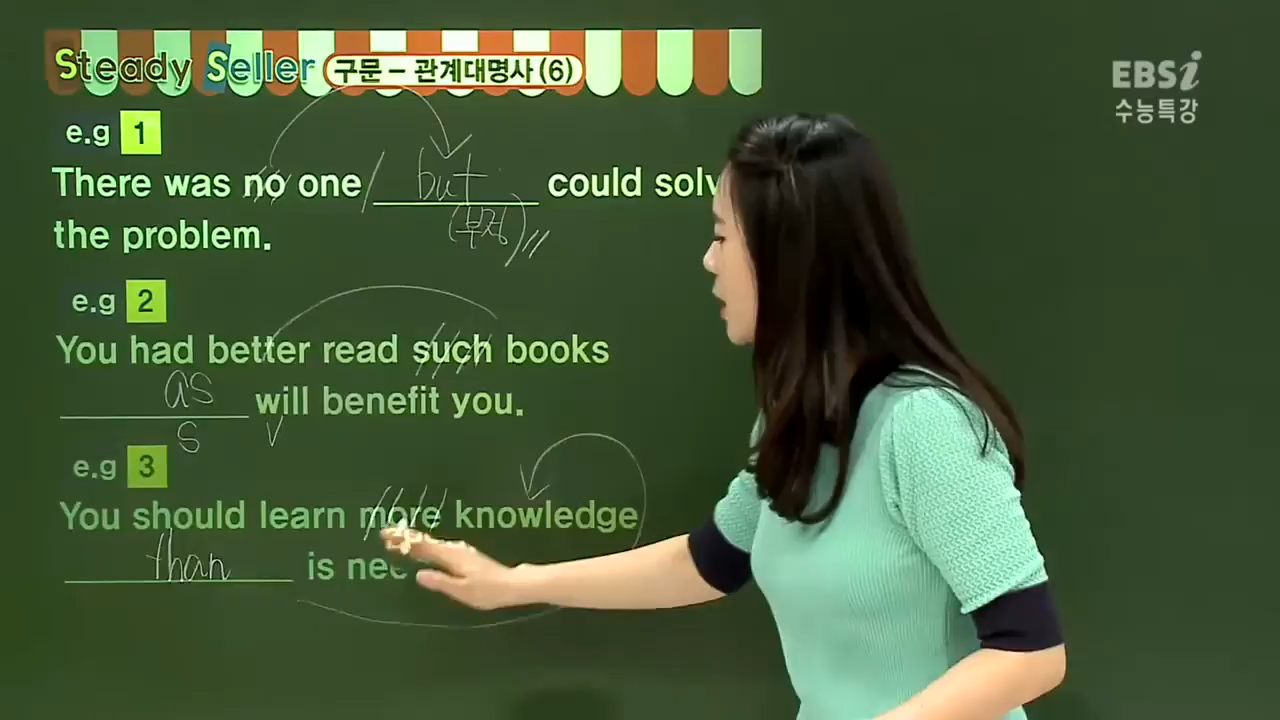 Steady Seller 구문 – 관계대명사 (6)
EBSi
수능특강
e.g 1
There was no one but could solv
(부정)
the problem.
e.g 2
You had better read such books
as will benefit you.
s v
e.g 3
You should learn more knowledge
than is nee